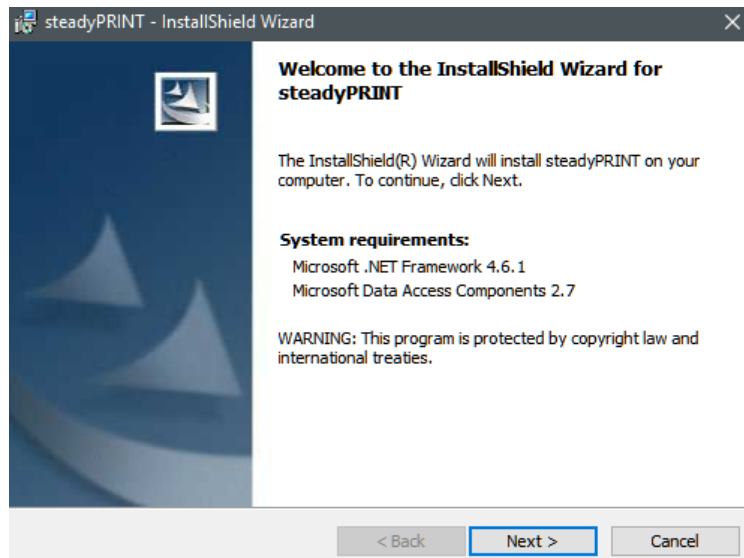 steadyPRINT - InstallShield Wizard
Welcome to the InstallShield Wizard for
steadyPRINT
The InstallShield(R) Wizard will install steadyPRINT on your
computer. To continue, click Next.
System requirements:
Microsoft .NET Framework 4.6.1
Microsoft Data Access Components 2.7
WARNING: This program is protected by copyright law and
international treaties.
< Back
Next >
Cancel